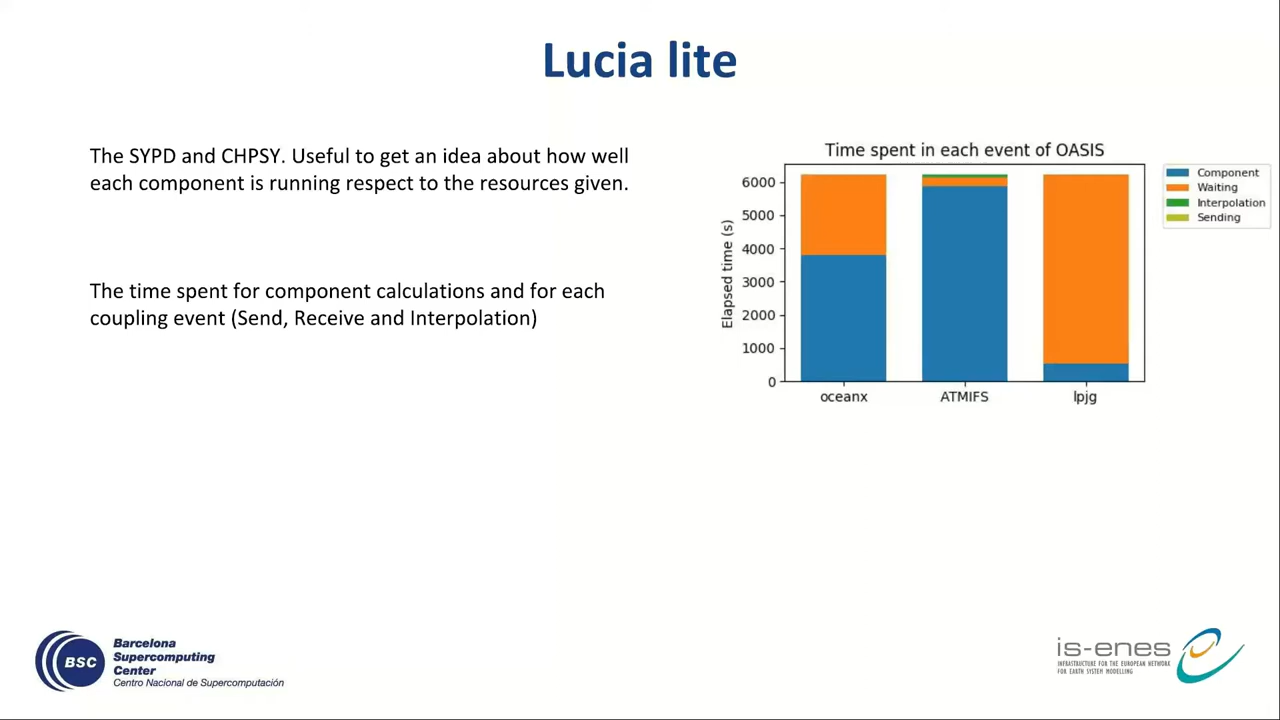 Lucia lite
The SYPD and CHPSY. Useful to get an idea about how well
each component is running respect to the resources given.
The time spent for component calculations and for each
coupling event (Send, Receive and Interpolation)
Time spent in each event of OASIS
Elapsed time (s)
6000
5000
4000
3000
2000
1000
0
oceanx
ATMIFS
lpjg
Component
Waiting
Interpolation
Sending
BSC
Barcelona
Supercomputing
Center
Centro Nacional de Supercomputación
is-enes
INFRASTRUCTURE FOR THE EUROPEAN NETWORK
FOR EARTH SYSTEM MODELLING